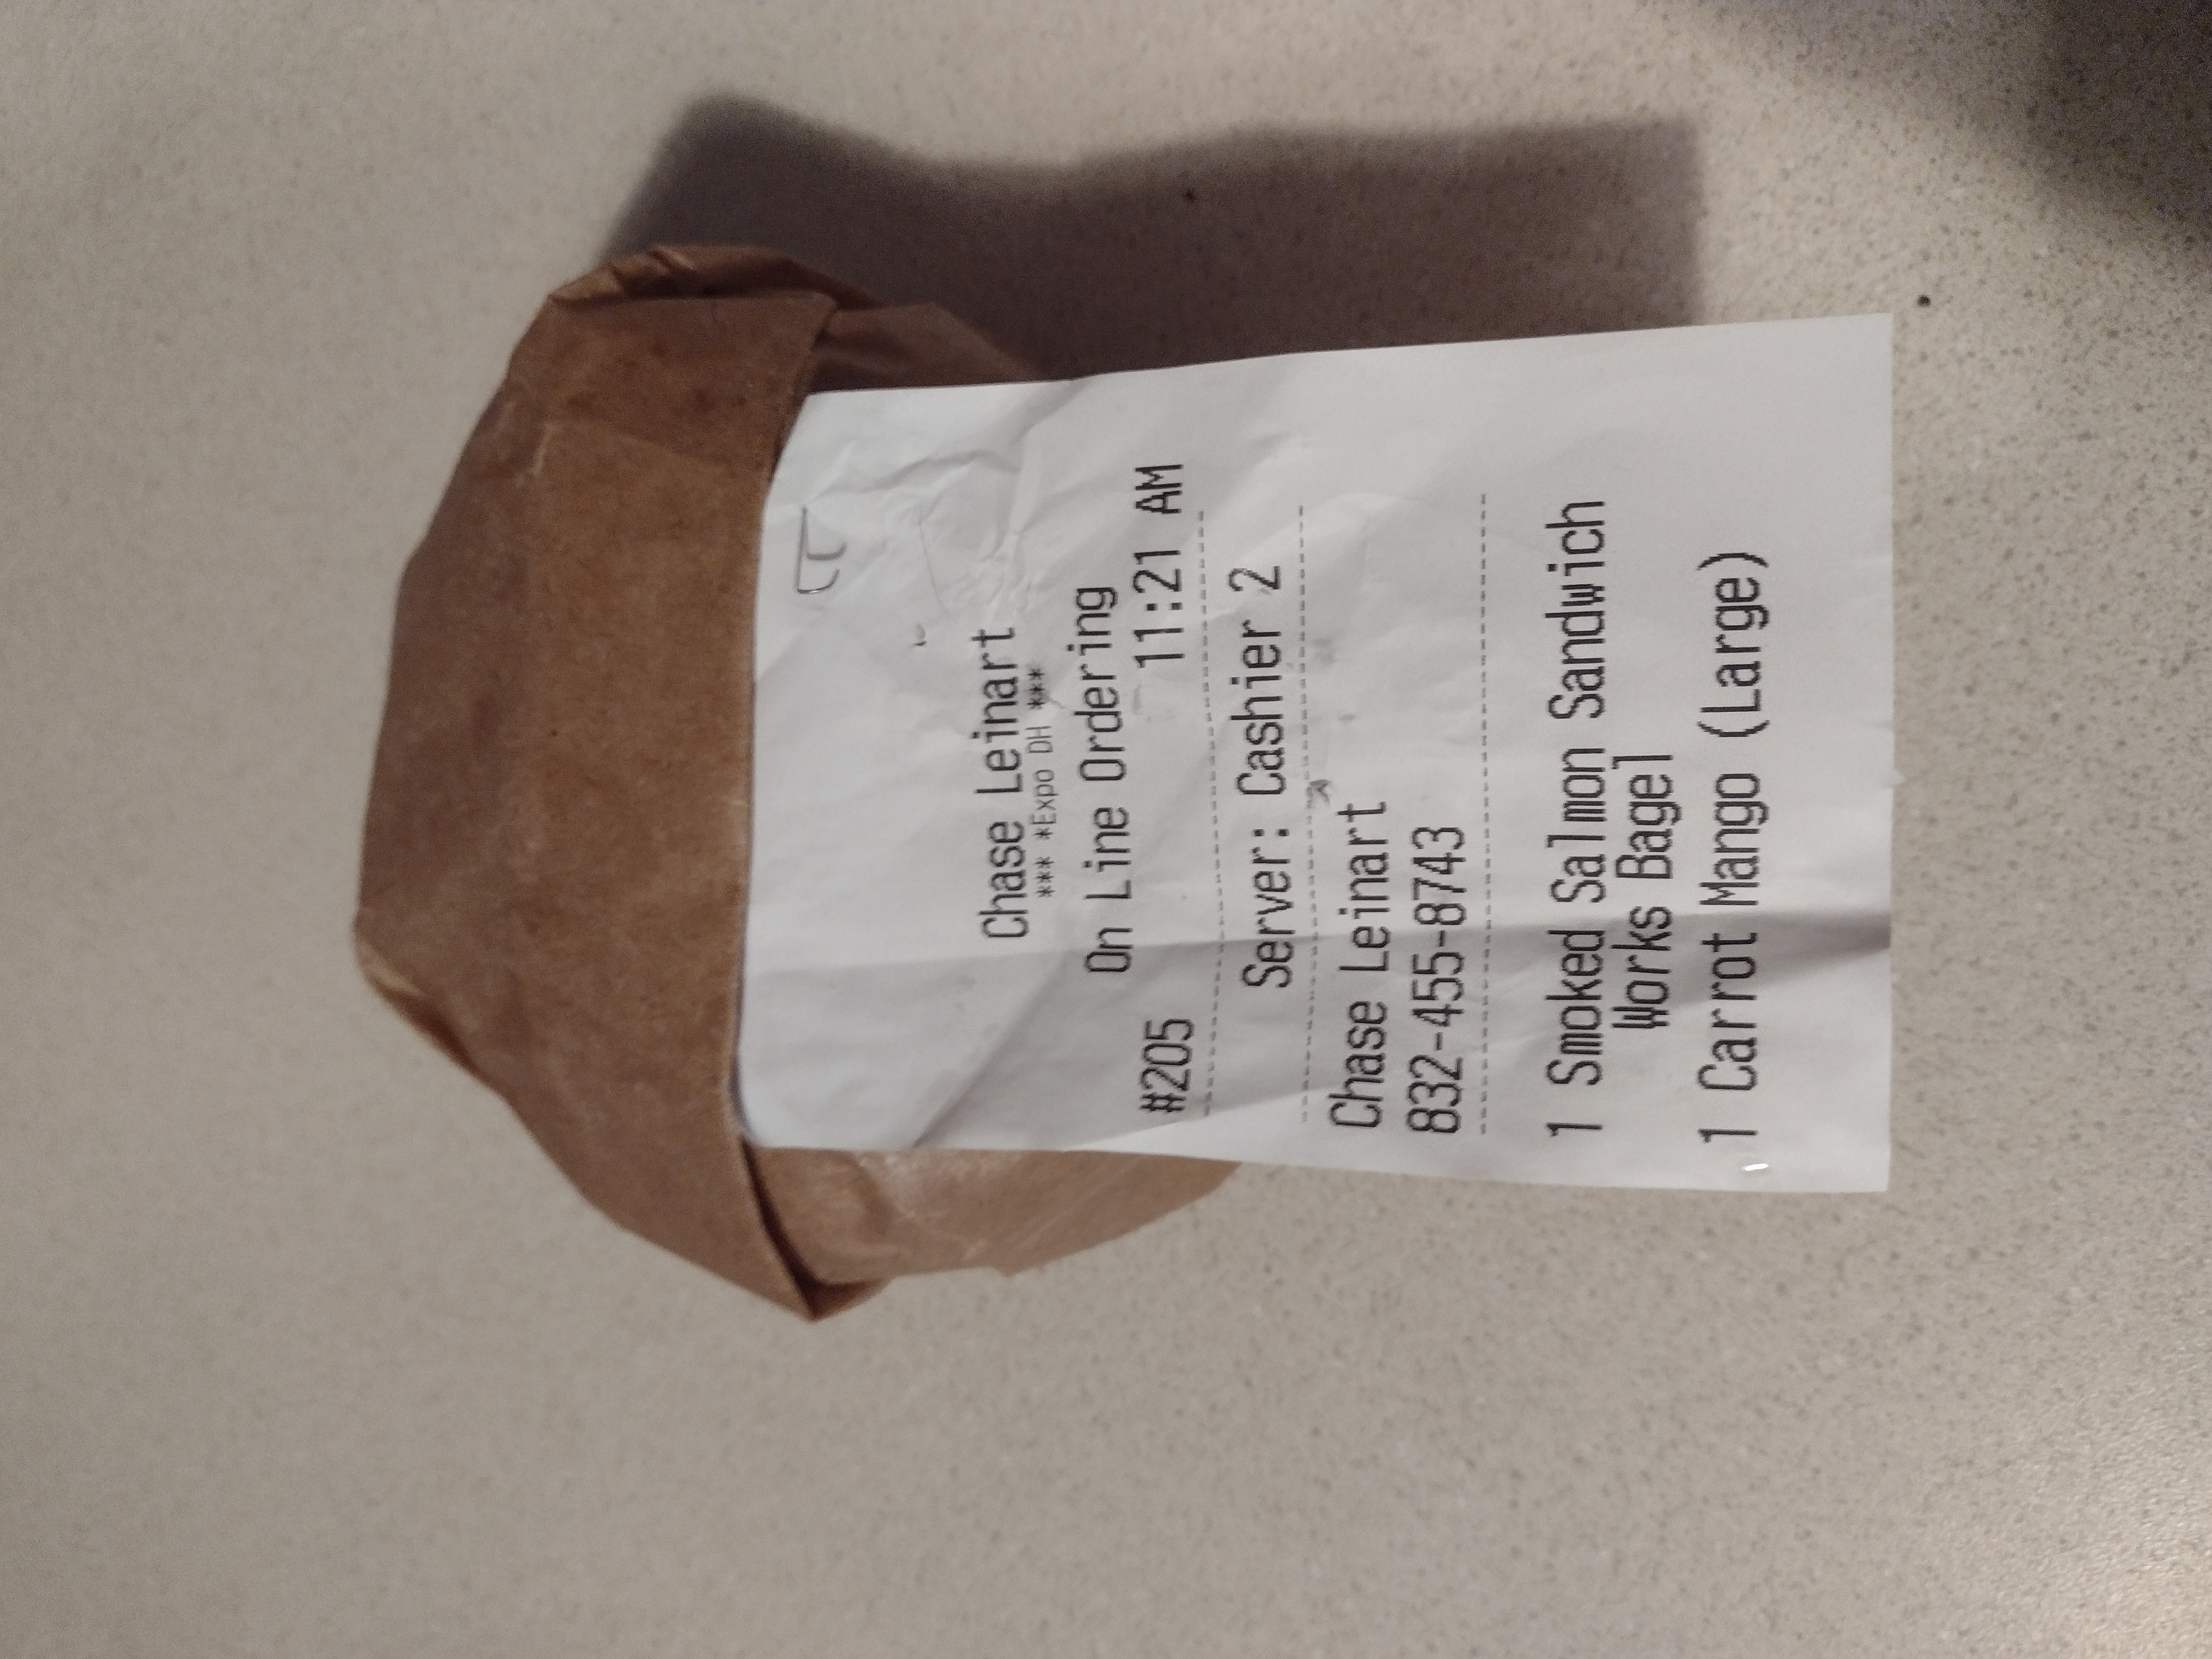 Chase Leinart
*** *Expo DH ***
On Line Ordering
#205 11:21 AM
Server: Cashier 2
Chase Leinart
832-455-8743
1 Smoked Salmon Sandwich
Works Bagel
1 Carrot Mango (Large)